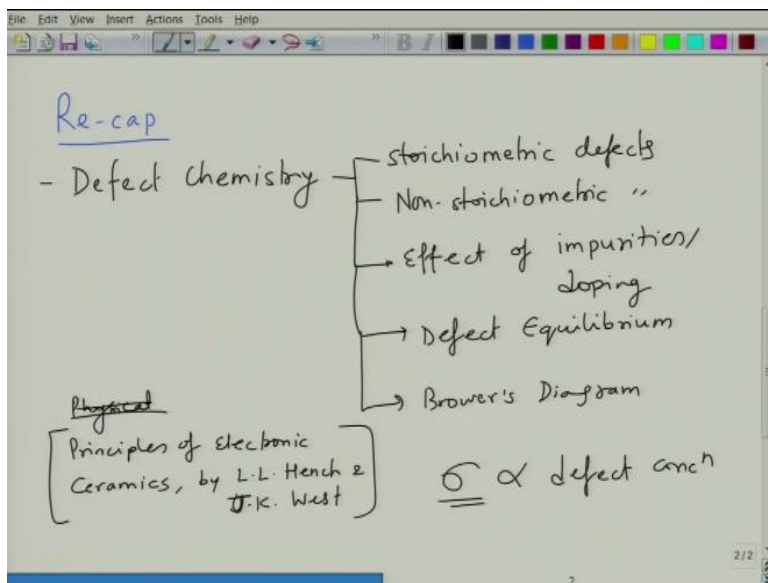 File Edit View Insert Actions Tools Help
B I
Re-cap
- Defect Chemistry
stoichiometric defects
Non-stoichiometric "
Effect of impurities/
doping
Defect Equilibrium
Brower's Diagram
Physical
Principles of Electronic
Ceramics, by L.L. Hench &
J.K. West
σ ∝ defect concⁿ
2/2